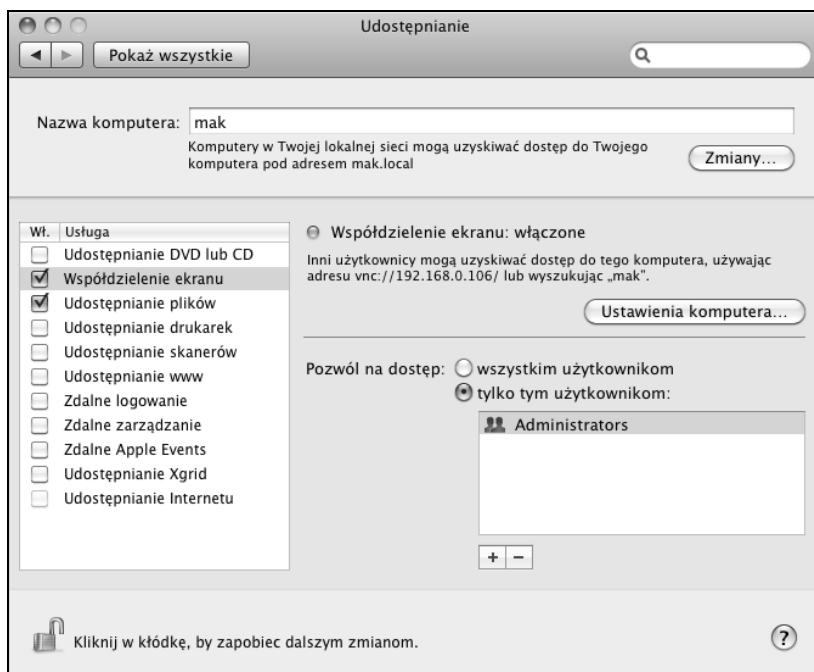 Udostępnianie
Pokaż wszystkie
Nazwa komputera: mak
Komputery w Twojej lokalnej sieci mogą uzyskiwać dostęp do Twojego
komputera pod adresem mak.local
Zmiany...
Wł. Usługa
Udostępnianie DVD lub CD
Współdzielenie ekranu
Udostępnianie plików
Udostępnianie drukarek
Udostępnianie skanerów
Udostępnianie www
Zdalne logowanie
Zdalne zarządzanie
Zdalne Apple Events
Udostępnianie Xgrid
Udostępnianie Internetu
Współdzielenie ekranu: włączone
Inni użytkownicy mogą uzyskiwać dostęp do tego komputera, używając
adresu vnc://192.168.0.106/ lub wyszukując „mak”.
Ustawienia komputera...
Pozwól na dostęp: wszystkim użytkownikom
tylko tym użytkownikom:
Administrators
+ −
Kliknij w kłódkę, by zapobiec dalszym zmianom.
?